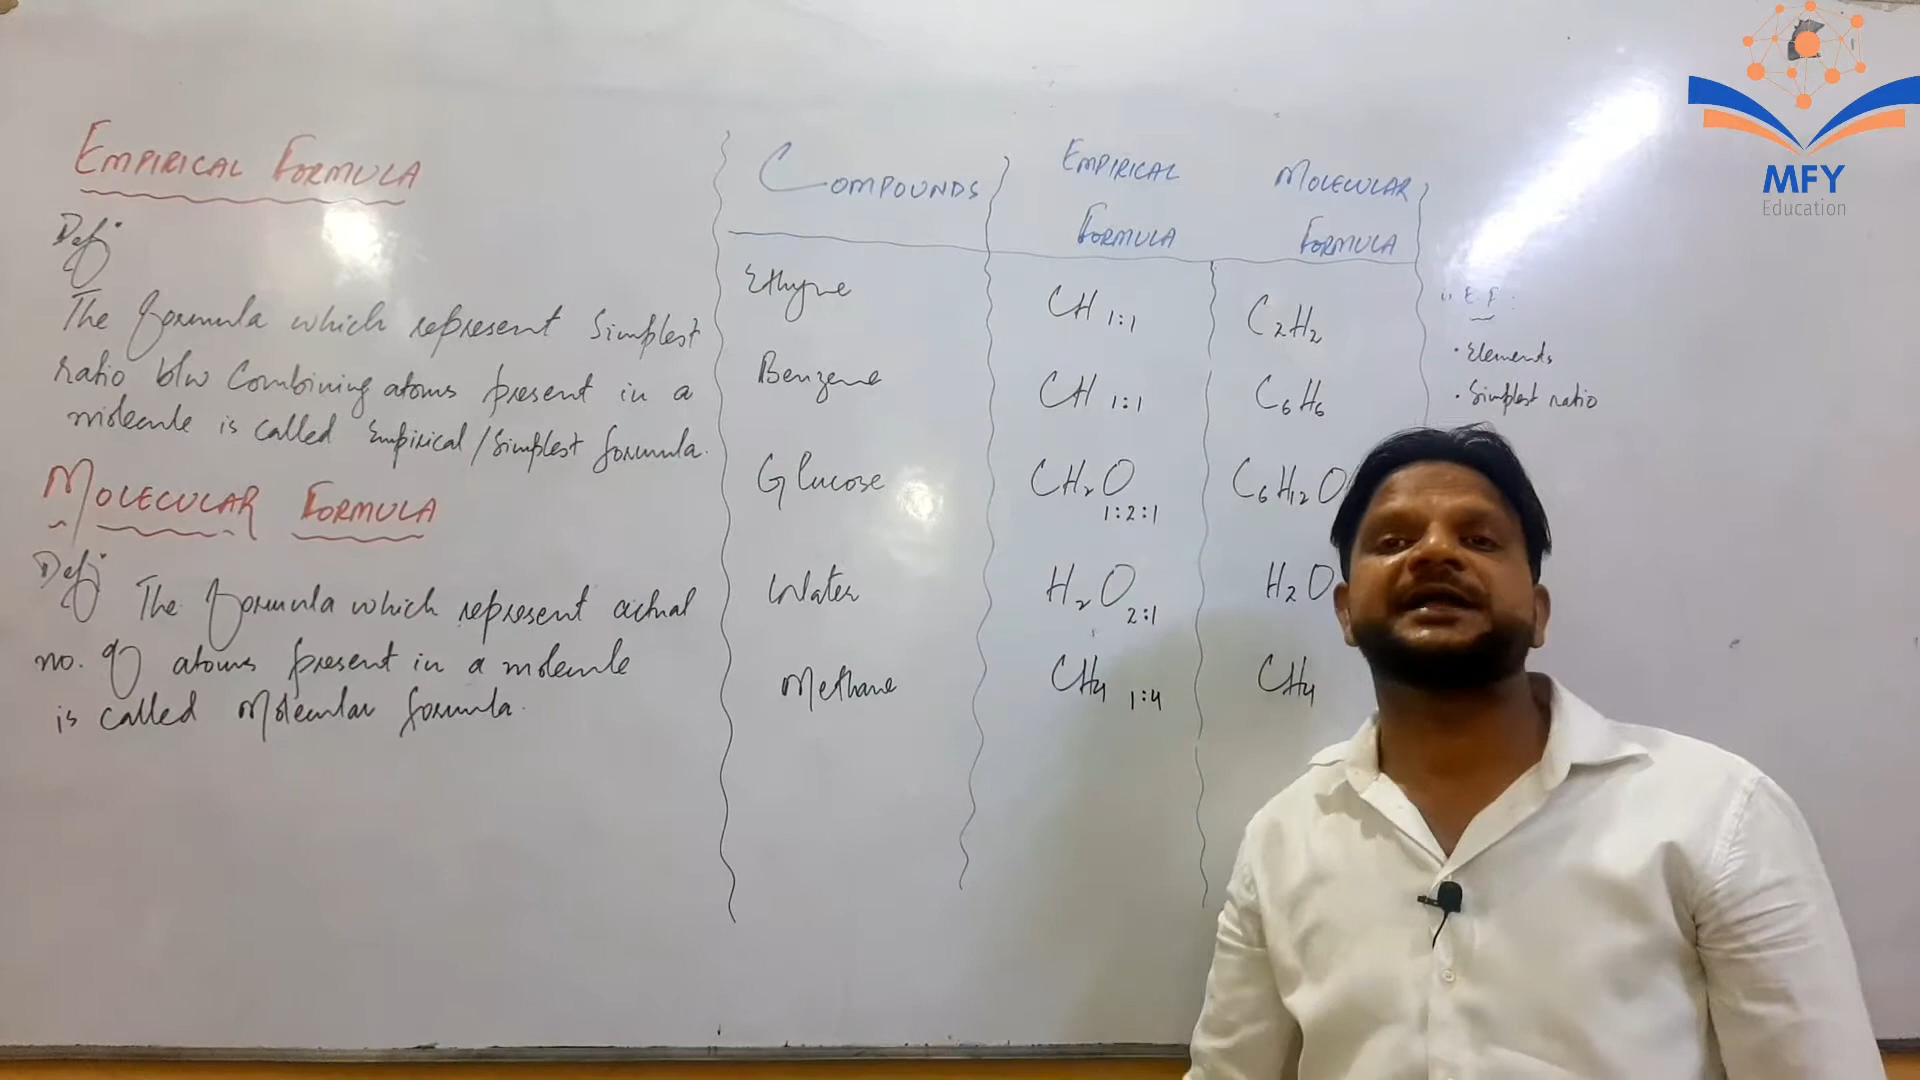 EMPIRICAL FORMULA
Def:
The formula which represent Simplest
ratio b/w Combining atoms present in a
molecule is called Empirical/Simplest formula.
MOLECULAR FORMULA
Def: The formula which represent actual
no. of atoms present in a molecule
is called Molecular formula.
COMPOUNDS
EMPIRICAL
FORMULA
MOLECULAR
FORMULA
Ethyne CH 1:1 C2H2
Benzene CH 1:1 C6H6
Glucose CH2O 1:2:1 C6H12O
Water H2O 2:1 H2O
Methane CH4 1:4 CH4
E.F.
• Elements
• Simplest ratio
MFY
Education